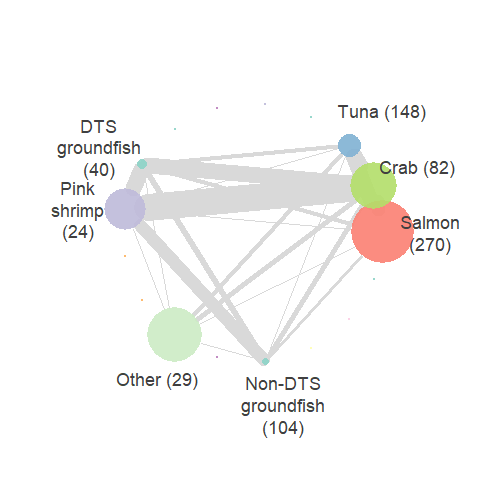 Tuna (148)
DTS
groundfish
(40)
Crab (82)
Pink
shrimp
(24)
Salmon
(270)
Other (29)
Non-DTS
groundfish
(104)